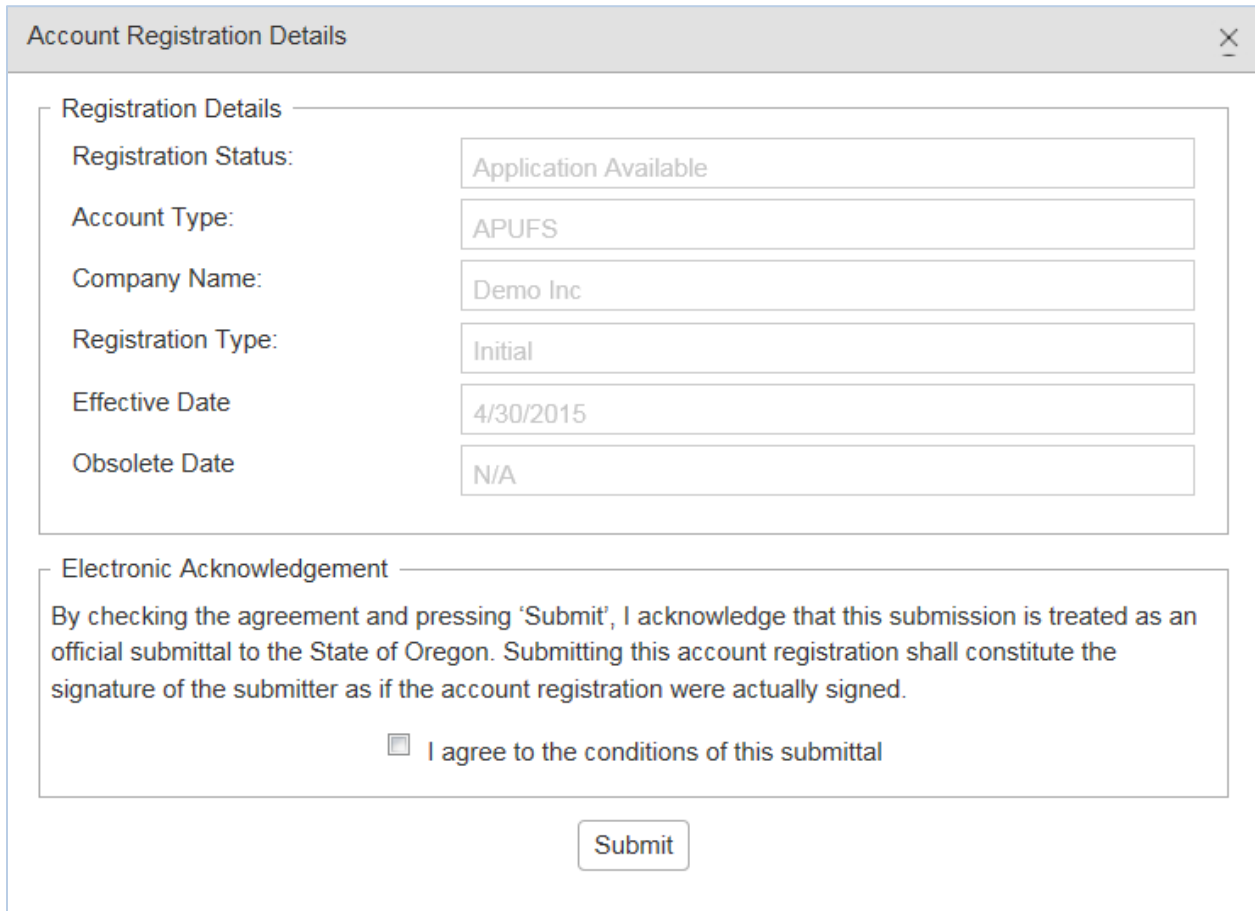 Account Registration Details
Registration Details
Registration Status:
Application Available
Account Type:
APUFS
Company Name:
Demo Inc
Registration Type:
Initial
Effective Date
4/30/2015
Obsolete Date
N/A
Electronic Acknowledgement
By checking the agreement and pressing ‘Submit’, I acknowledge that this submission is treated as an
official submittal to the State of Oregon. Submitting this account registration shall constitute the
signature of the submitter as if the account registration were actually signed.
I agree to the conditions of this submittal
Submit